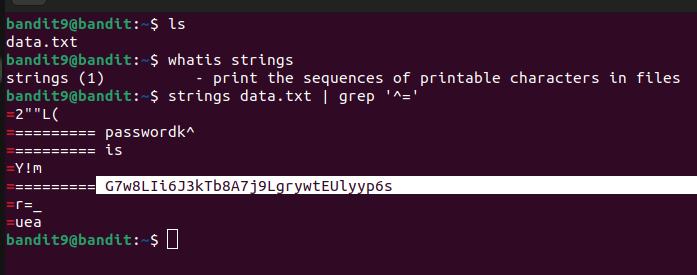 bandit9@bandit:~$ ls
data.txt
bandit9@bandit:~$ whatis strings
strings (1)          - print the sequences of printable characters in files
bandit9@bandit:~$ strings data.txt | grep '^='
=2""L(
========== passwordk^
========== is
=Y!m
========== G7w8LIi6J3kTb8A7j9LgrywtEUlyyp6s
=r=_
=uea
bandit9@bandit:~$